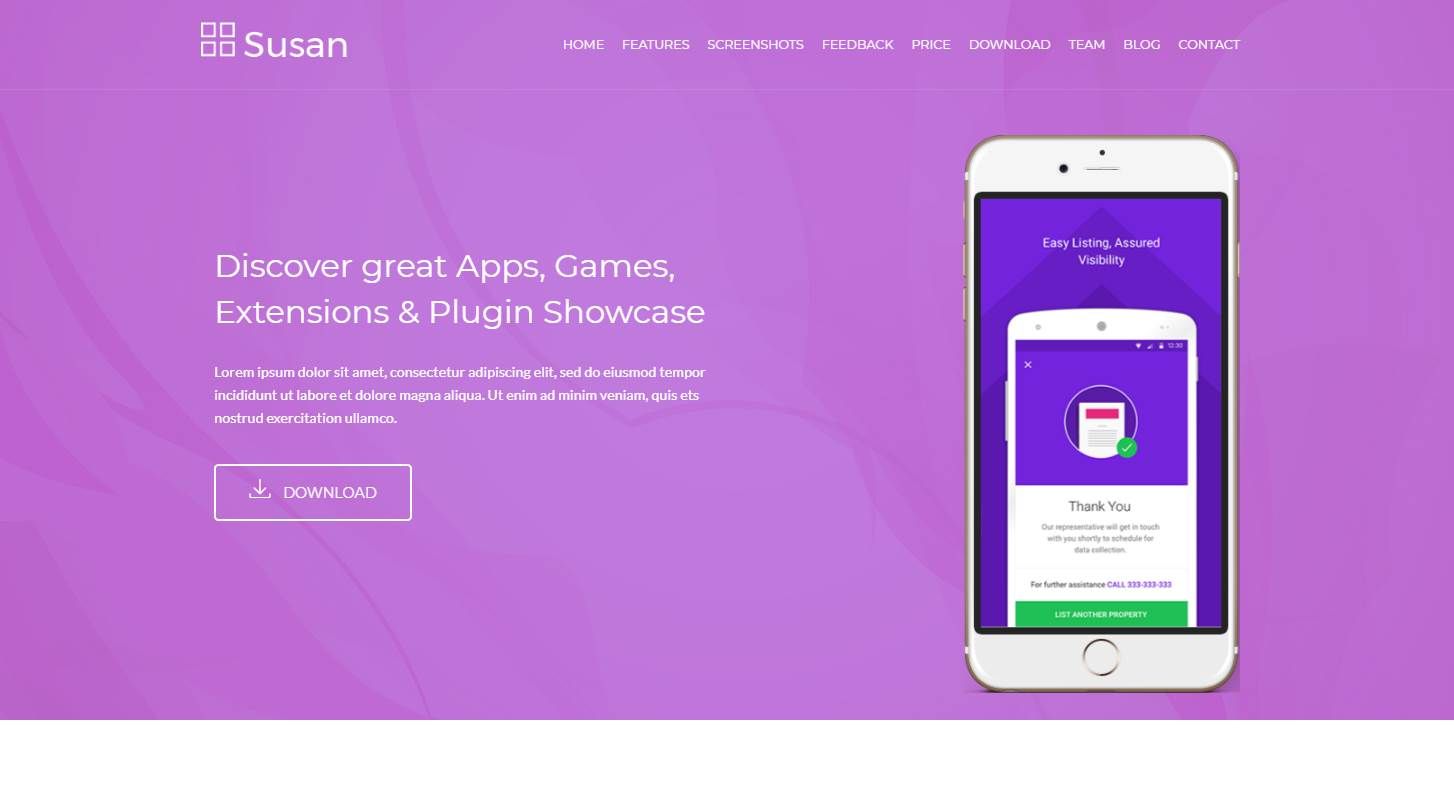 Susan
HOME FEATURES SCREENSHOTS FEEDBACK PRICE DOWNLOAD TEAM BLOG CONTACT
Discover great Apps, Games,
Extensions & Plugin Showcase
Lorem ipsum dolor sit amet, consectetur adipiscing elit, sed do eiusmod tempor
incididunt ut labore et dolore magna aliqua. Ut enim ad minim veniam, quis ets
nostrud exercitation ullamco.
DOWNLOAD
Easy Listing, Assured
Visibility
12:30
Thank You
Our representative will get in touch
with you shortly to schedule for
data collection.
For further assistance CALL 333-333-333
LIST ANOTHER PROPERTY